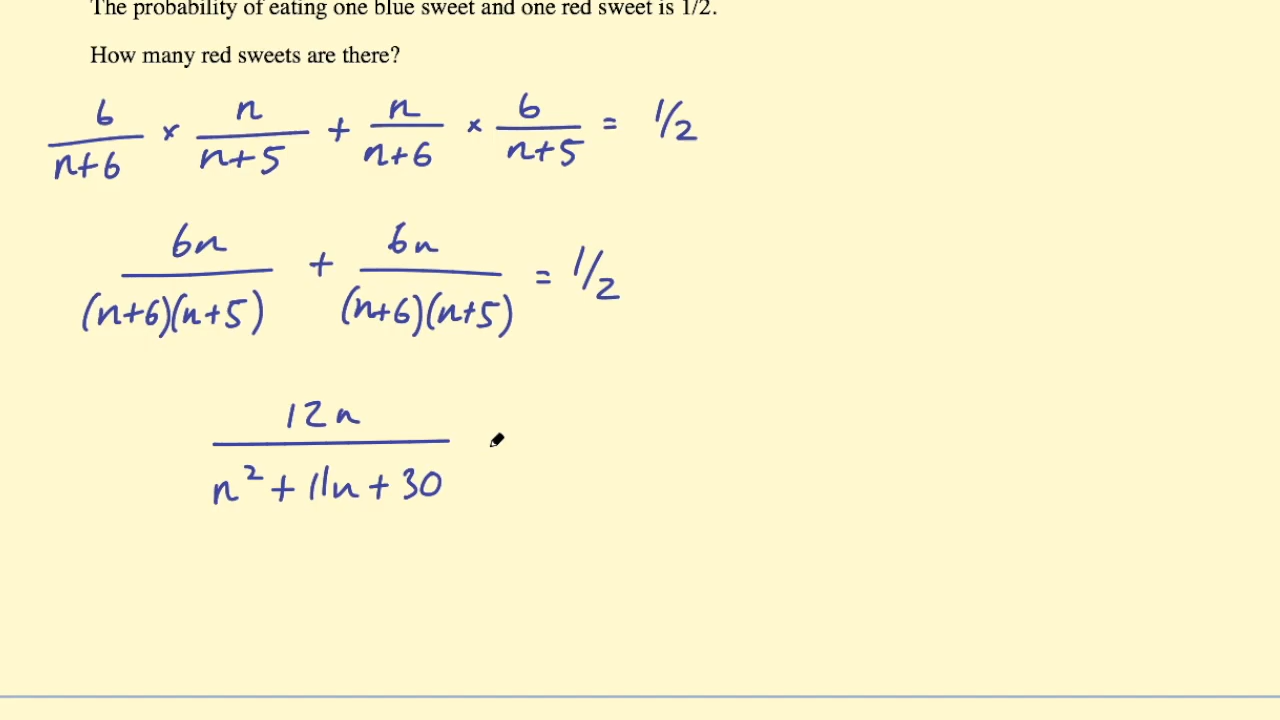 The probability of eating one blue sweet and one red sweet is 1/2.
How many red sweets are there?
6/(n+6) × n/(n+5) + n/(n+6) × 6/(n+5) = 1/2
6n/((n+6)(n+5)) + 6n/((n+6)(n+5)) = 1/2
12n/(n² + 11n + 30)